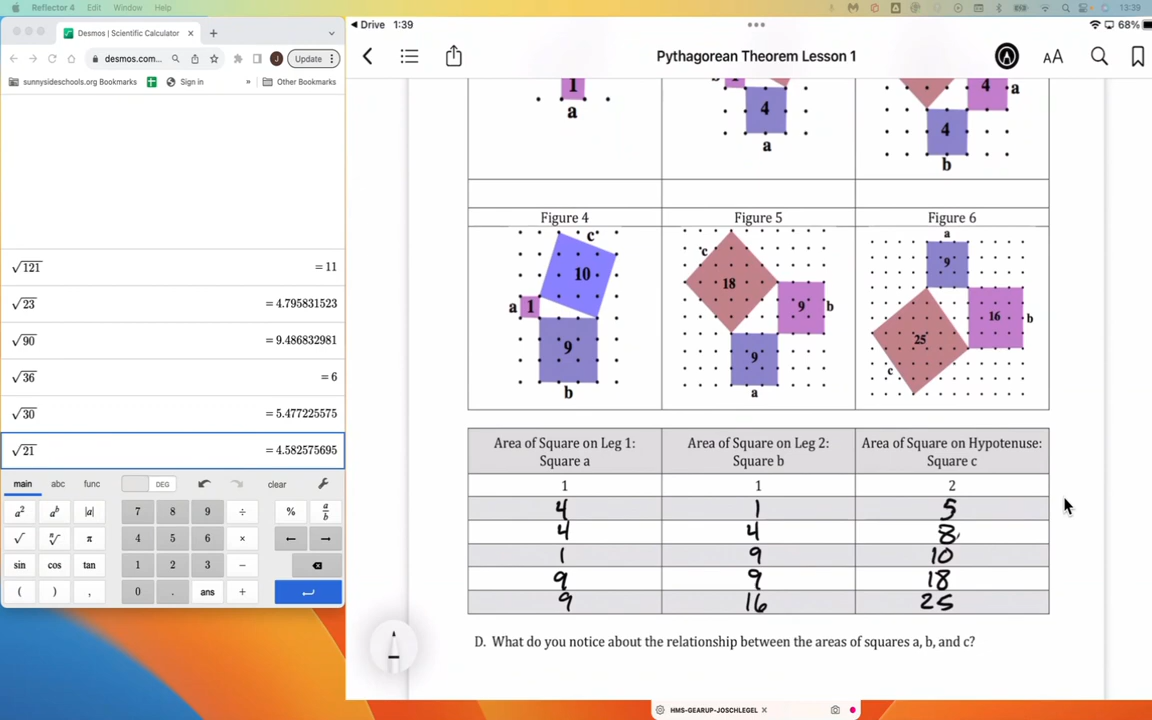 Reflector 4 Edit Window Help 13:39
Desmos | Scientific Calculator
Drive 1:39 68%
desmos.com... Update
Pythagorean Theorem Lesson 1 AA
sunnysideschools.org Bookmarks Sign in » Other Bookmarks
√121 = 11
√23 = 4.795831523
√90 = 9.486832981
√36 = 6
√30 = 5.477225575
√21 = 4.582575695
main abc func DEG clear
a² aᵇ |a| 7 8 9 ÷ % a/b
√ ⁿ√ π 4 5 6 ×
sin cos tan 1 2 3 −
( ) , 0 . ans +
1 4 4 a
a 4
a b
Figure 4 Figure 5 Figure 6
c 10 a 1 9 b
c 18 9 b 9 a
a 9 16 b 25 c
Area of Square on Leg 1: Area of Square on Leg 2: Area of Square on Hypotenuse:
Square a Square b Square c
1 1 2
4 1 5
4 4 8
1 9 10
9 9 18
9 16 25
D. What do you notice about the relationship between the areas of squares a, b, and c?
HMS-GEARUP-JOSCHLEGEL